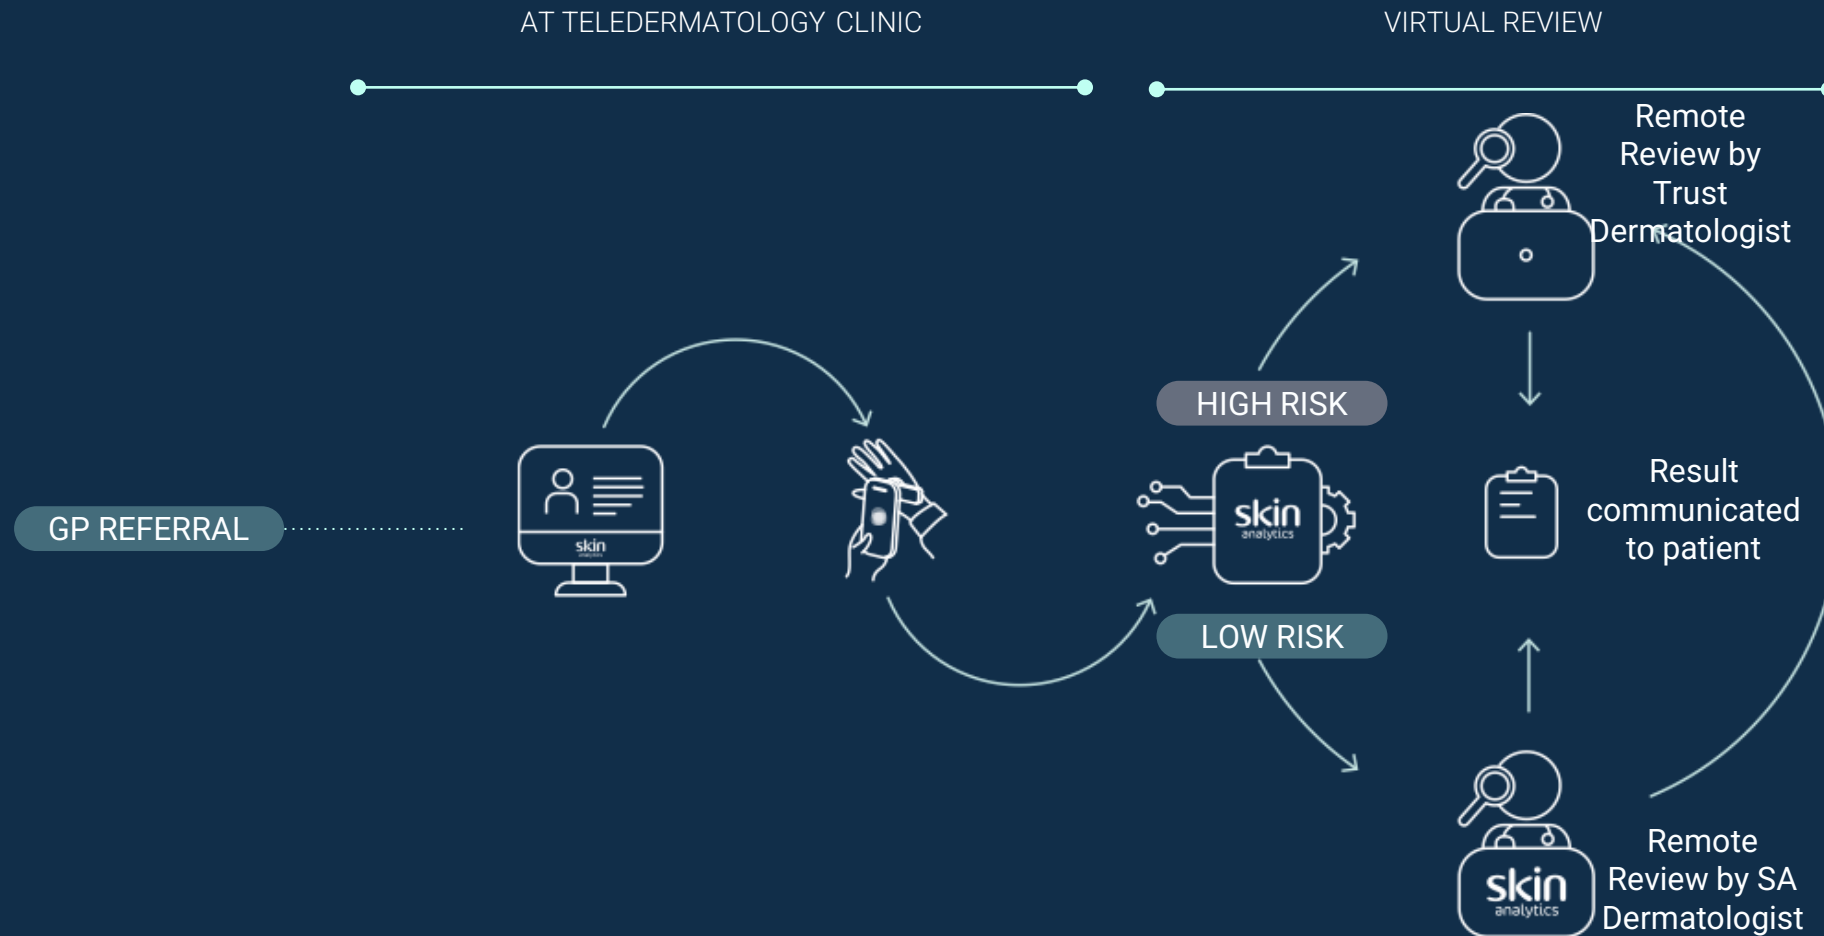 AT TELEDERMATOLOGY CLINIC
VIRTUAL REVIEW
GP REFERRAL
skin
analytics
HIGH RISK
skin
analytics
LOW RISK
Remote
Review by
Trust
Dermatologist
Result
communicated
to patient
skin
analytics
Remote
Review by SA
Dermatologist